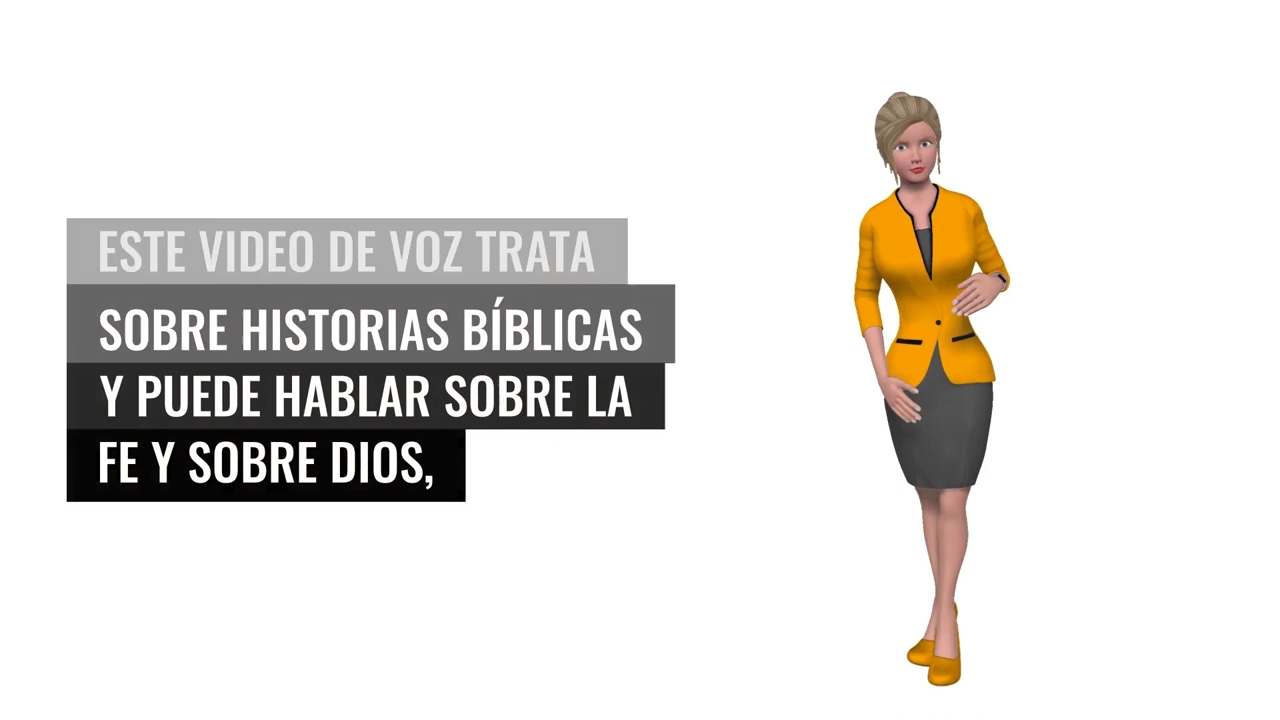 ESTE VIDEO DE VOZ TRATA
SOBRE HISTORIAS BÍBLICAS
Y PUEDE HABLAR SOBRE LA
FE Y SOBRE DIOS,